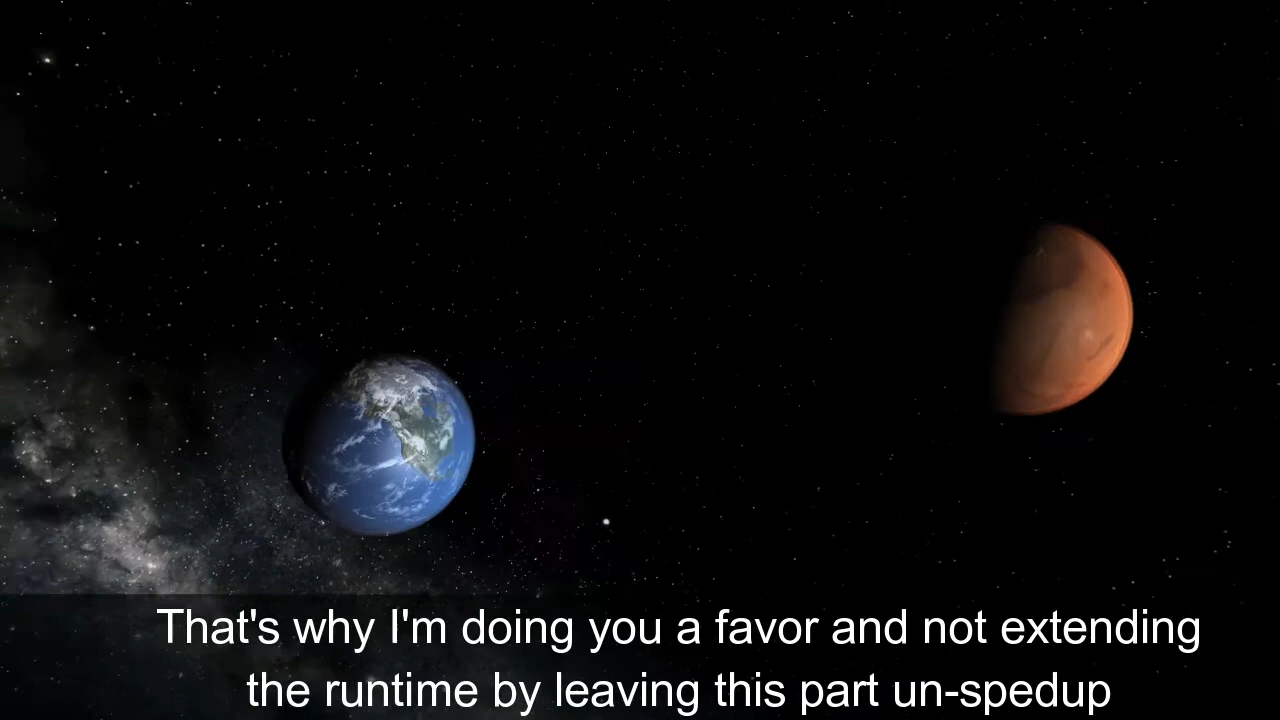 That's why I'm doing you a favor and not extending
the runtime by leaving this part un-spedup